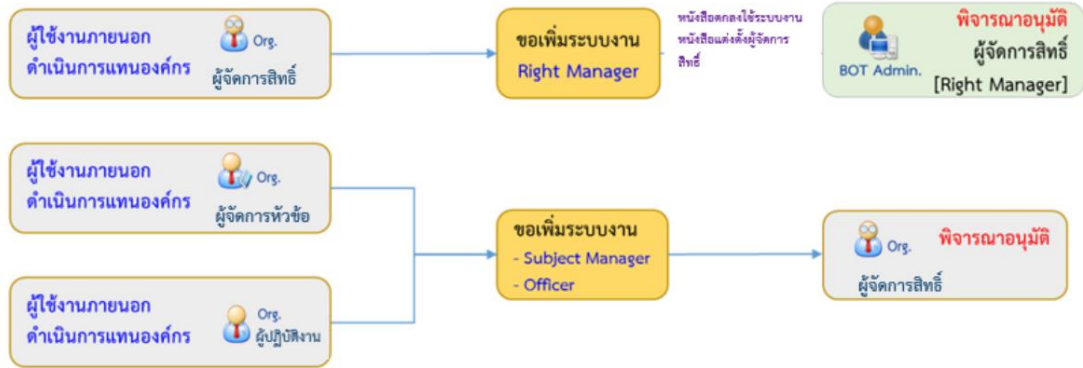 ผู้ใช้งานภายนอก
ดำเนินการแทนองค์กร
Org.
ผู้จัดการสิทธิ์
ขอเพิ่มระบบงาน
Right Manager
หนังสือตกลงใช้ระบบงาน
หนังสือแต่งตั้งผู้จัดการ
สิทธิ์
BOT Admin.
พิจารณาอนุมัติ
ผู้จัดการสิทธิ์
[Right Manager]
ผู้ใช้งานภายนอก
ดำเนินการแทนองค์กร
Org.
ผู้จัดการหัวข้อ
ผู้ใช้งานภายนอก
ดำเนินการแทนองค์กร
Org.
ผู้ปฏิบัติงาน
ขอเพิ่มระบบงาน
- Subject Manager
- Officer
Org.
พิจารณาอนุมัติ
ผู้จัดการสิทธิ์